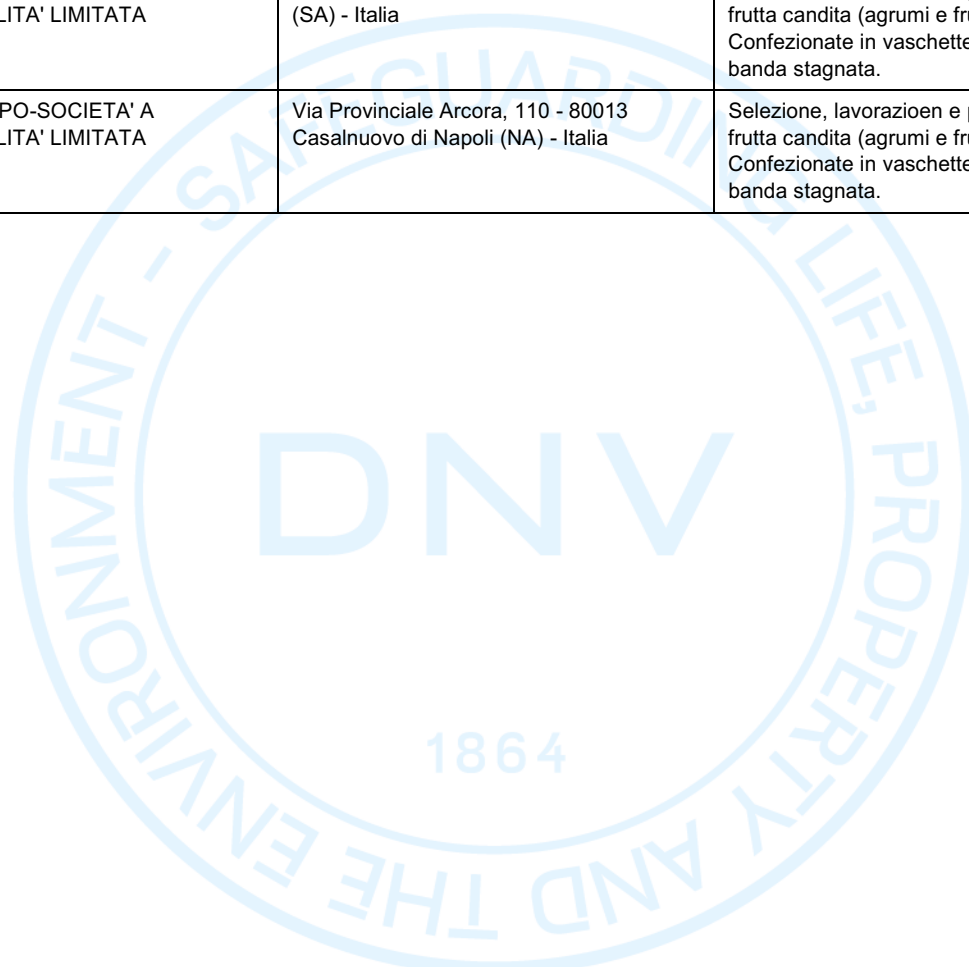 LITA' LIMITATA
(SA) - Italia
frutta candita (agrumi e fru
Confezionate in vaschette
banda stagnata.
PO-SOCIETA' A
LITA' LIMITATA
Via Provinciale Arcora, 110 - 80013
Casalnuovo di Napoli (NA) - Italia
Selezione, lavorazioen e p
frutta candita (agrumi e fru
Confezionate in vaschette
banda stagnata.
SAFEGUARDING LIFE, PROPERTY AND THE ENVIRONMENT -
DNV
1864